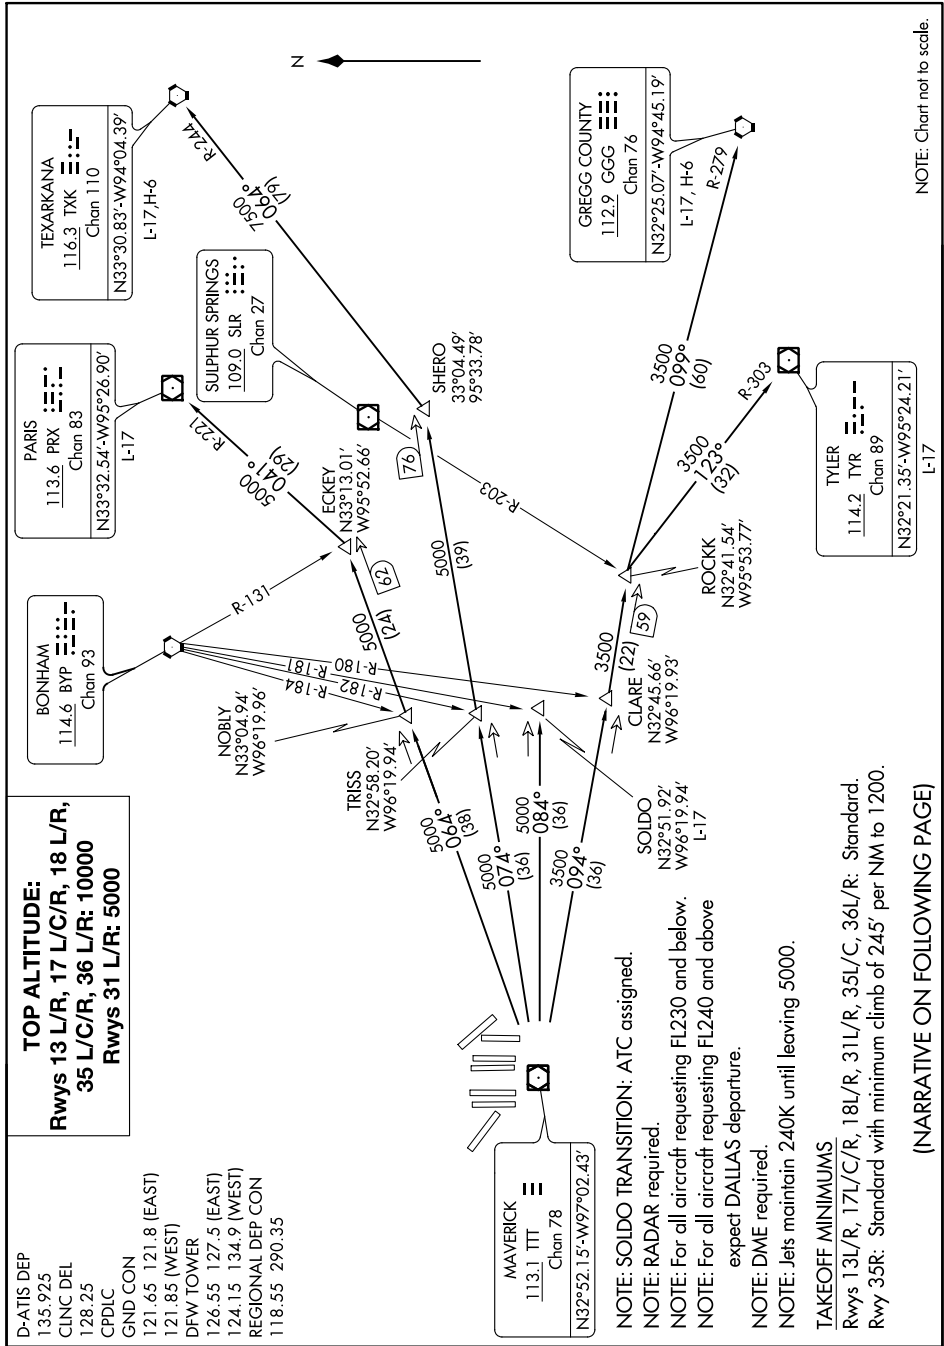 D-ATIS DEP
135.925
CLNC DEL
128.25
CPDLC
GND CON
121.65 121.8 (EAST)
121.85 (WEST)
DFW TOWER
126.55 127.5 (EAST)
124.15 134.9 (WEST)
REGIONAL DEP CON
118.55 290.35
TOP ALTITUDE:
Rwys 13 L/R, 17 L/C/R, 18 L/R,
35 L/C/R, 36 L/R: 10000
Rwys 31 L/R: 5000
BONHAM
114.6 BYP
Chan 93
PARIS
113.6 PRX
Chan 83
N33°32.54'-W95°26.90'
L-17
TEXARKANA
116.3 TXK
Chan 110
N33°30.83'-W94°04.39'
L-17,H-6
SULPHUR SPRINGS
109.0 SLR
Chan 27
N
R-244
7500
064°
(79)
R-221
5000
041°
(29)
R-131
ECKEY
N33°13.01'
W95°52.66'
62
5000
(24)
R-184
R-182
R-181
R-180
NOBLY
N33°04.94'
W96°19.96'
TRISS
N32°58.20'
W96°19.94'
SHERO
33°04.49'
95°33.78'
76
5000
(39)
R-203
5000
064°
(38)
5000
074°
(36)
5000
084°
(36)
3500
094°
(36)
SOLDO
N32°51.92'
W96°19.94'
L-17
CLARE
N32°45.66'
W96°19.93'
3500
(22)
59
ROCKK
N32°41.54'
W95°53.77'
3500
099°
(60)
R-279
3500
123°
(32)
R-303
GREGG COUNTY
112.9 GGG
Chan 76
N32°25.07'-W94°45.19'
L-17, H-6
TYLER
114.2 TYR
Chan 89
N32°21.35'-W95°24.21'
L-17
MAVERICK
113.1 TTT
Chan 78
N32°52.15'-W97°02.43'
NOTE: SOLDO TRANSITION: ATC assigned.
NOTE: RADAR required.
NOTE: For all aircraft requesting FL230 and below.
NOTE: For all aircraft requesting FL240 and above
expect DALLAS departure.
NOTE: DME required.
NOTE: Jets maintain 240K until leaving 5000.
TAKEOFF MINIMUMS
Rwys 13L/R, 17L/C/R, 18L/R, 31L/R, 35L/C, 36L/R: Standard.
Rwy 35R: Standard with minimum climb of 245' per NM to 1200.
(NARRATIVE ON FOLLOWING PAGE)
NOTE: Chart not to scale.